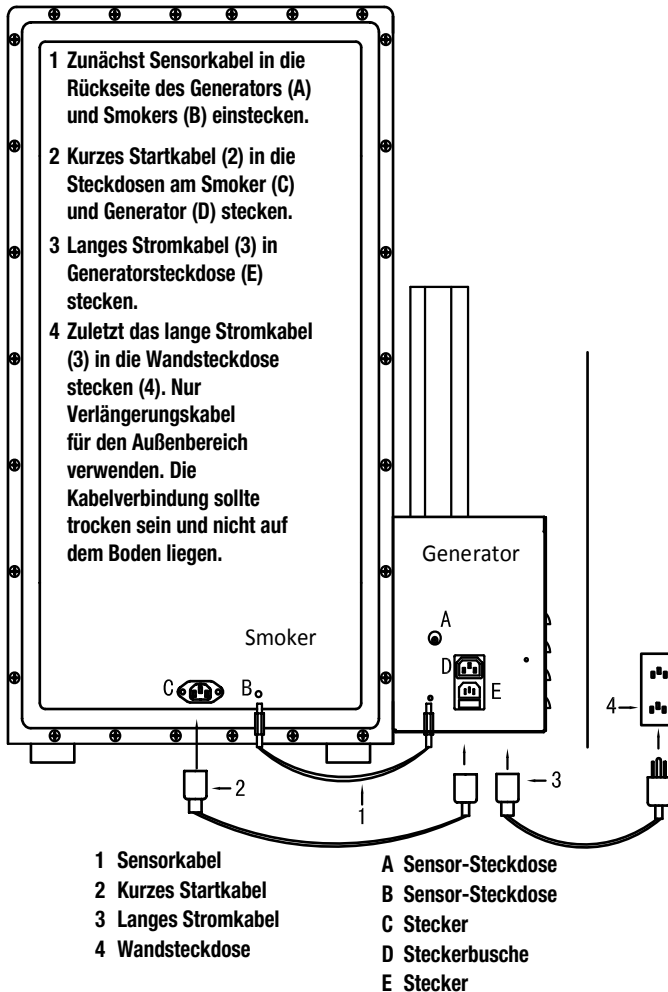 1 Zunächst Sensorkabel in die
Rückseite des Generators (A)
und Smokers (B) einstecken.
2 Kurzes Startkabel (2) in die
Steckdosen am Smoker (C)
und Generator (D) stecken.
3 Langes Stromkabel (3) in
Generatorsteckdose (E)
stecken.
4 Zuletzt das lange Stromkabel
(3) in die Wandsteckdose
stecken (4). Nur
Verlängerungskabel
für den Außenbereich
verwenden. Die
Kabelverbindung sollte
trocken sein und nicht auf
dem Boden liegen.
Generator
Smoker
A
D
E
C
B
4
2
1
3
1 Sensorkabel
2 Kurzes Startkabel
3 Langes Stromkabel
4 Wandsteckdose
A Sensor-Steckdose
B Sensor-Steckdose
C Stecker
D Steckerbusche
E Stecker